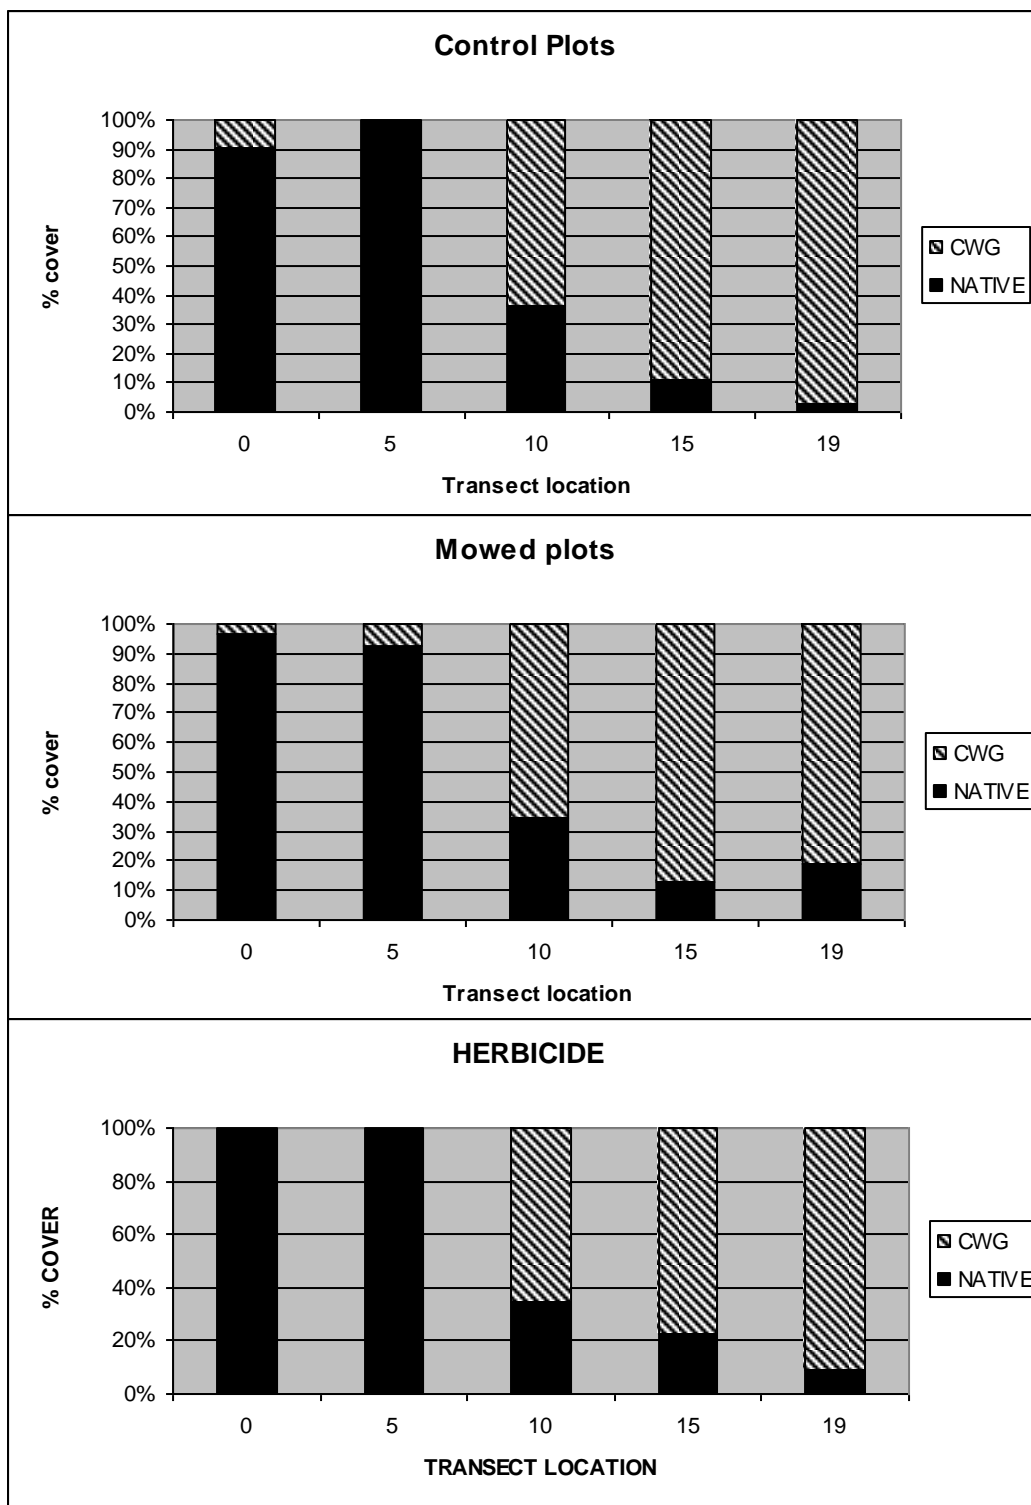 Control Plots
100%
90%
80%
70%
60%
50%
40%
30%
20%
10%
0%
% cover
0 5 10 15 19
Transect location
CWG
NATIVE
Mowed plots
100%
90%
80%
70%
60%
50%
40%
30%
20%
10%
0%
% cover
0 5 10 15 19
Transect location
CWG
NATIVE
HERBICIDE
100%
80%
60%
40%
20%
0%
% COVER
0 5 10 15 19
TRANSECT LOCATION
CWG
NATIVE